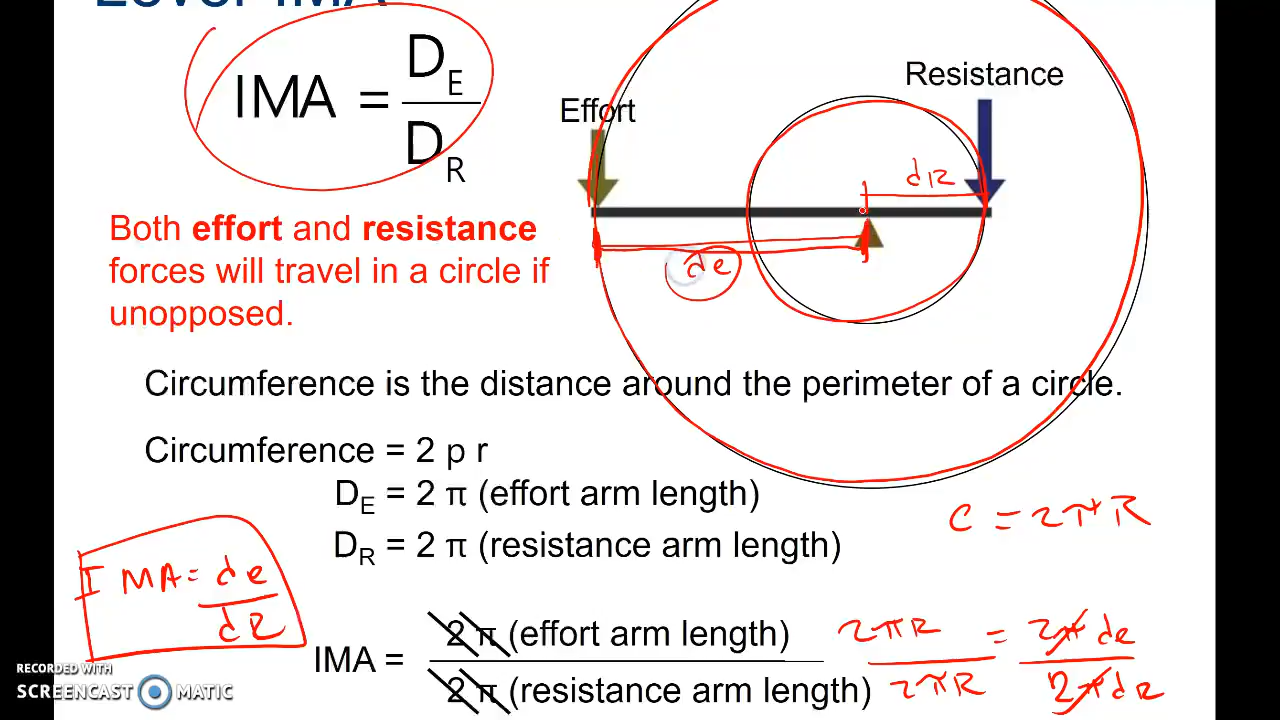 Lever IMA
IMA = D_E / D_R
Effort
Resistance
dR
de
Both effort and resistance
forces will travel in a circle if
unopposed.
Circumference is the distance around the perimeter of a circle.
Circumference = 2 p r
D_E = 2 π (effort arm length)
D_R = 2 π (resistance arm length)
C = 2π R
IMA = de / dR
IMA = 2 π (effort arm length) / 2 π (resistance arm length)
2πR / 2πR = 2π de / 2π dR
RECORDED WITH
SCREENCAST MATIC